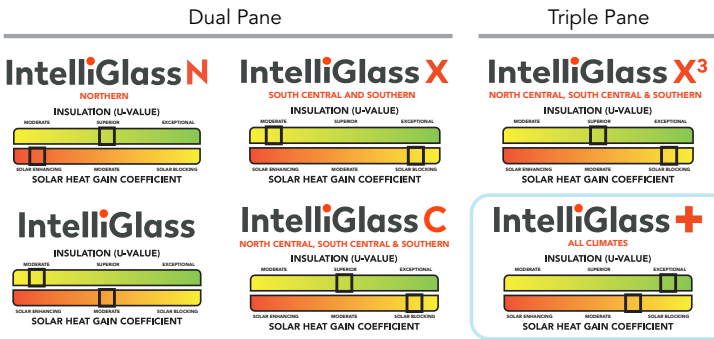 Dual Pane
Triple Pane
IntelliGlass N
NORTHERN
INSULATION (U-VALUE)
MODERATE SUPERIOR EXCEPTIONAL
SOLAR ENHANCING MODERATE SOLAR BLOCKING
SOLAR HEAT GAIN COEFFICIENT
IntelliGlass X
SOUTH CENTRAL AND SOUTHERN
INSULATION (U-VALUE)
MODERATE SUPERIOR EXCEPTIONAL
SOLAR ENHANCING MODERATE SOLAR BLOCKING
SOLAR HEAT GAIN COEFFICIENT
IntelliGlass X³
NORTH CENTRAL, SOUTH CENTRAL & SOUTHERN
INSULATION (U-VALUE)
MODERATE SUPERIOR EXCEPTIONAL
SOLAR ENHANCING MODERATE SOLAR BLOCKING
SOLAR HEAT GAIN COEFFICIENT
IntelliGlass
INSULATION (U-VALUE)
MODERATE SUPERIOR EXCEPTIONAL
SOLAR ENHANCING MODERATE SOLAR BLOCKING
SOLAR HEAT GAIN COEFFICIENT
IntelliGlass C
NORTH CENTRAL, SOUTH CENTRAL & SOUTHERN
INSULATION (U-VALUE)
MODERATE SUPERIOR EXCEPTIONAL
SOLAR ENHANCING MODERATE SOLAR BLOCKING
SOLAR HEAT GAIN COEFFICIENT
IntelliGlass +
ALL CLIMATES
INSULATION (U-VALUE)
MODERATE SUPERIOR EXCEPTIONAL
SOLAR ENHANCING MODERATE SOLAR BLOCKING
SOLAR HEAT GAIN COEFFICIENT